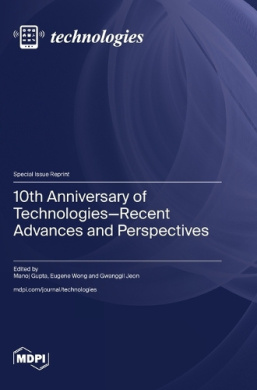 technologies
Special Issue Reprint
10th Anniversary of
Technologies—Recent
Advances and Perspectives
Edited by
Manoj Gupta, Eugene Wong and Gwanggil Jeon
mdpi.com/journal/technologies
MDPI